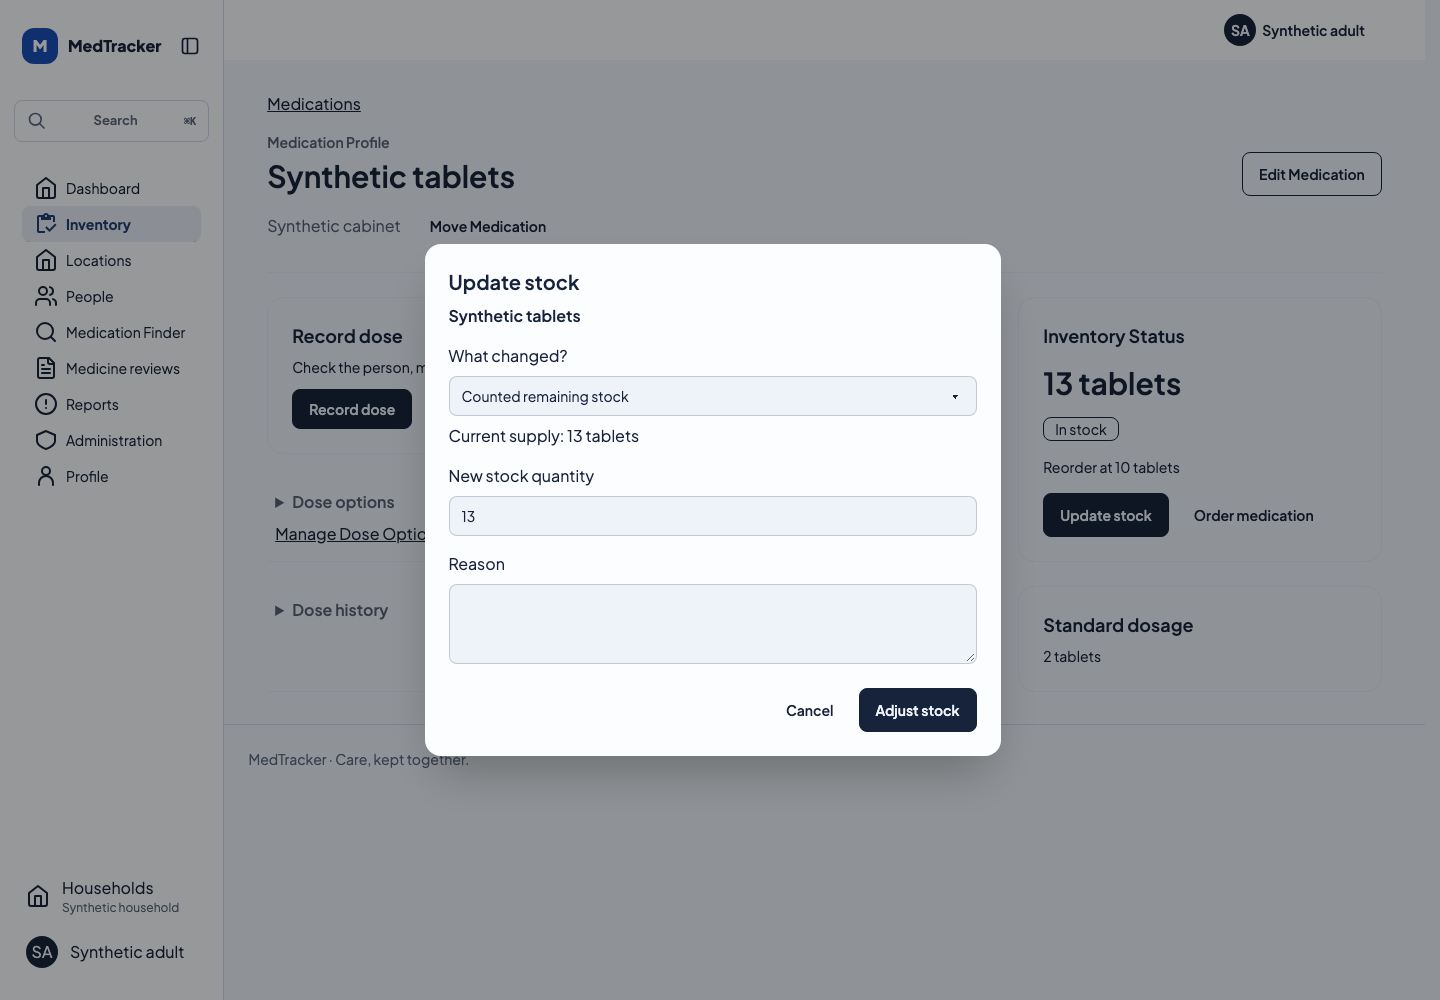 M MedTracker
Search ⌘K
Dashboard
Inventory
Locations
People
Medication Finder
Medicine reviews
Reports
Administration
Profile
Households
Synthetic household
SA Synthetic adult
SA Synthetic adult
Medications
Medication Profile
Synthetic tablets
Edit Medication
Synthetic cabinet Move Medication
Record dose
Check the person, m
Record dose
Dose options
Manage Dose Optio
Dose history
Update stock
Synthetic tablets
What changed?
Counted remaining stock
Current supply: 13 tablets
New stock quantity
13
Reason
Cancel Adjust stock
Inventory Status
13 tablets
In stock
Reorder at 10 tablets
Update stock Order medication
Standard dosage
2 tablets
MedTracker · Care, kept together.